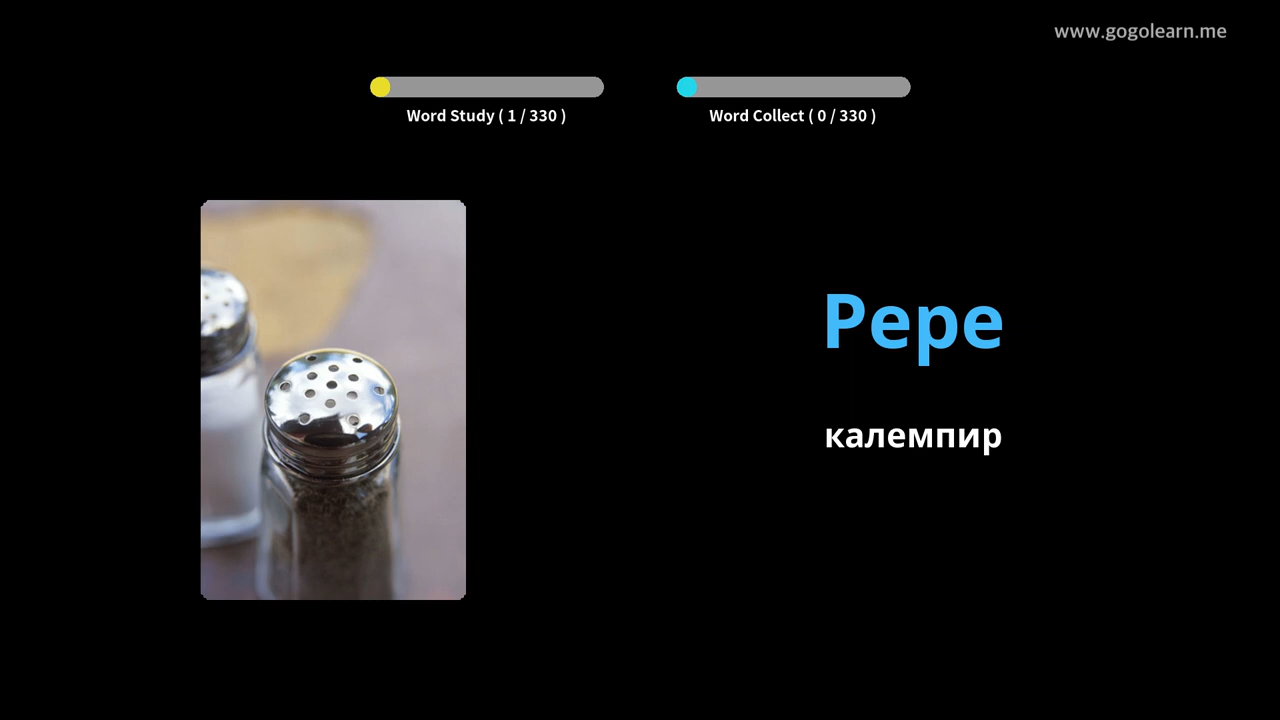 www.gogolearn.me
Word Study ( 1 / 330 )
Word Collect ( 0 / 330 )
Pepe
калемпир